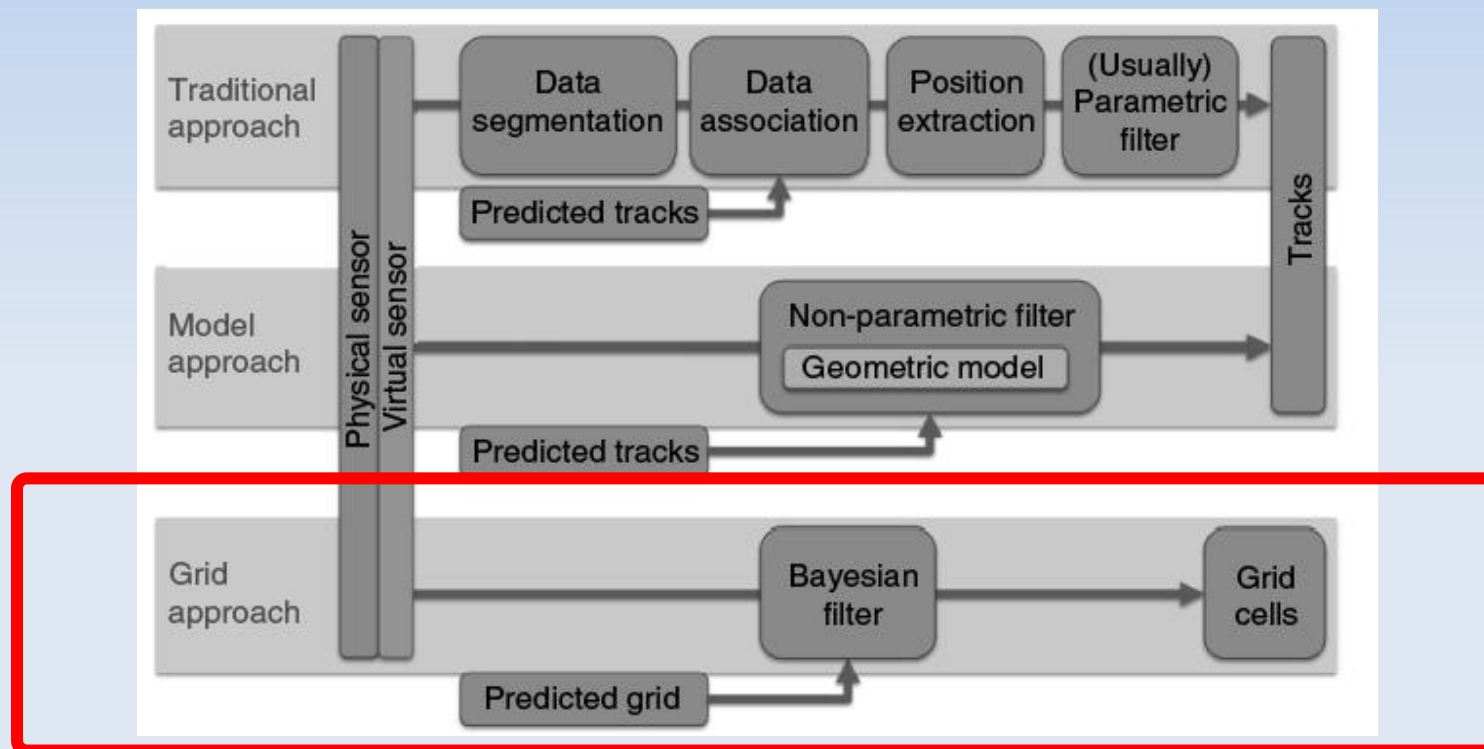 Traditional
approach
Physical sensor
Virtual sensor
Data
segmentation
Data
association
Position
extraction
(Usually)
Parametric
filter
Tracks
Predicted tracks
Model
approach
Non-parametric filter
Geometric model
Predicted tracks
Grid
approach
Bayesian
filter
Grid
cells
Predicted grid